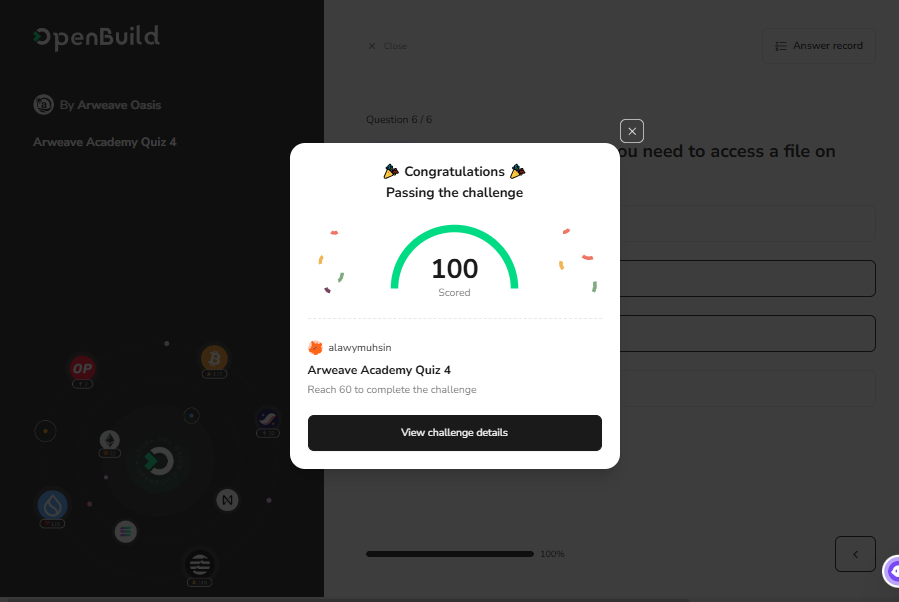 OpenBuild
By Arweave Oasis
Arweave Academy Quiz 4
Close
Answer record
Question 6 / 6
you need to access a file on
Congratulations
Passing the challenge
100
Scored
alawymuhsin
Arweave Academy Quiz 4
Reach 60 to complete the challenge
View challenge details
100%
OP